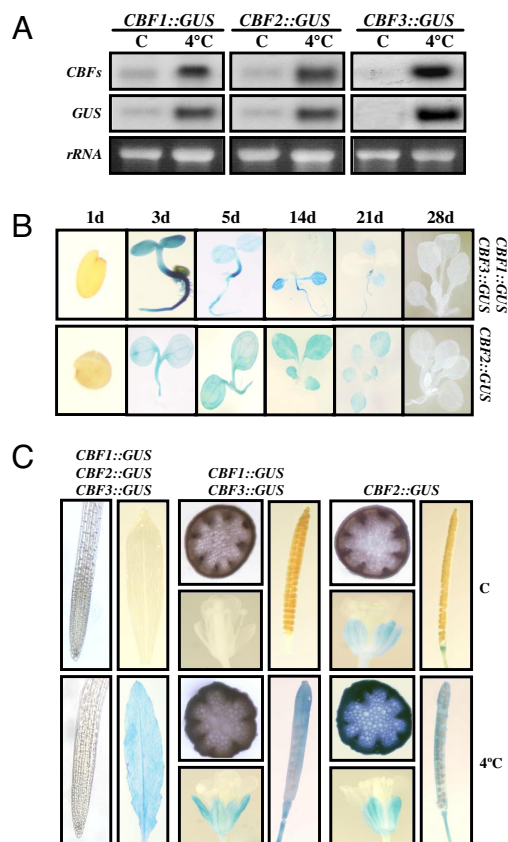 A
CBF1::GUS CBF2::GUS CBF3::GUS
C 4°C C 4°C C 4°C
CBFs
GUS
rRNA
B
1d 3d 5d 14d 21d 28d
CBF1::GUS
CBF3::GUS
CBF2::GUS
C
CBF1::GUS
CBF2::GUS
CBF3::GUS
CBF1::GUS
CBF3::GUS
CBF2::GUS
C
4ºC